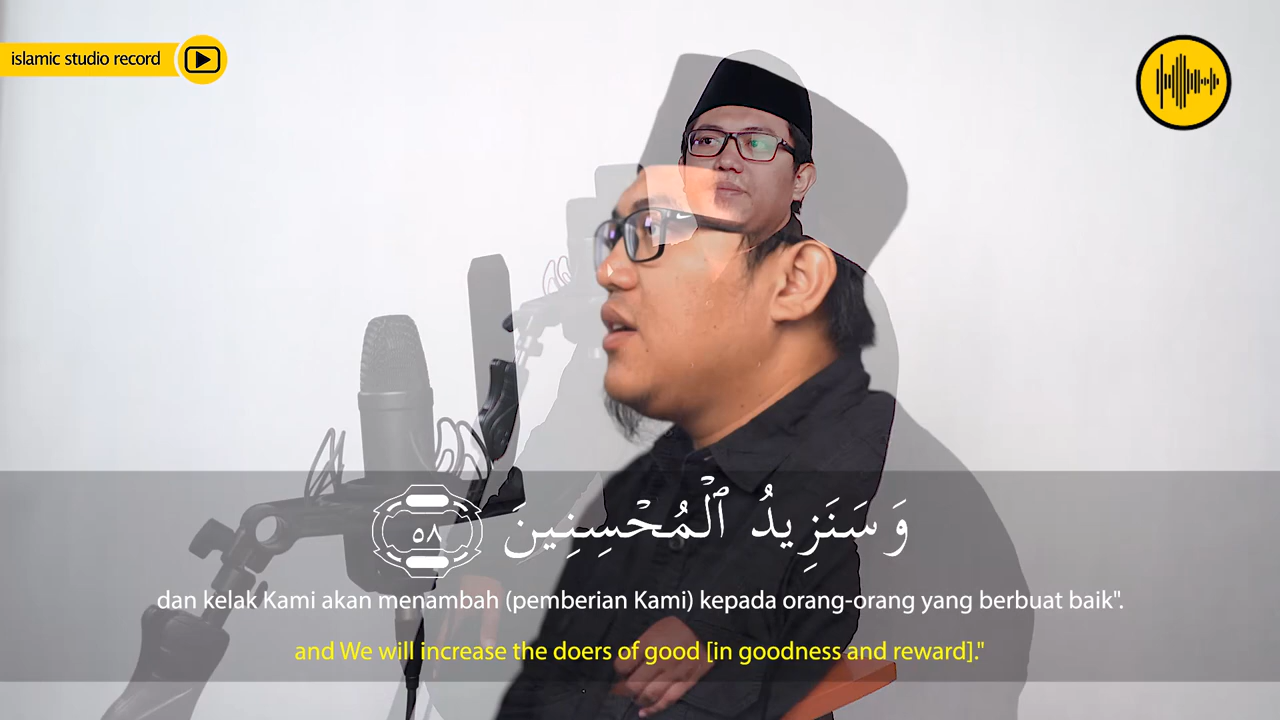 islamic studio record
وَسَنَزِيدُ ٱلْمُحْسِنِينَ ٥٨
dan kelak Kami akan menambah (pemberian Kami) kepada orang-orang yang berbuat baik".
and We will increase the doers of good [in goodness and reward]."